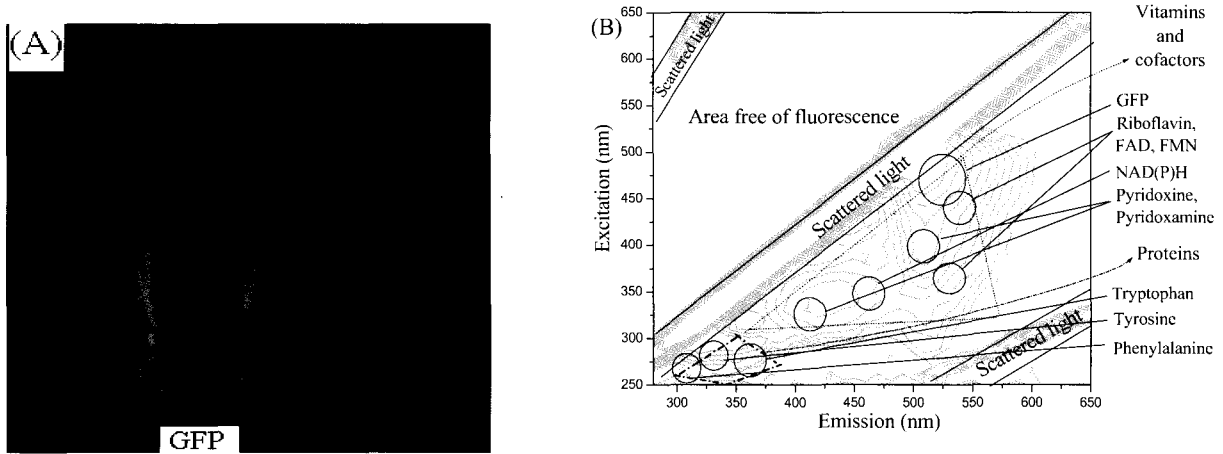 (A)
GFP
(B)
Excitation (nm)
650
600
550
500
450
400
350
300
250
300
350
400
450
500
550
600
650
Emission (nm)
Scattered light
Area free of fluorescence
Scattered light
Scattered light
Vitamins
and
cofactors
GFP
Riboflavin,
FAD, FMN
NAD(P)H
Pyridoxine,
Pyridoxamine
Proteins
Tryptophan
Tyrosine
Phenylalanine